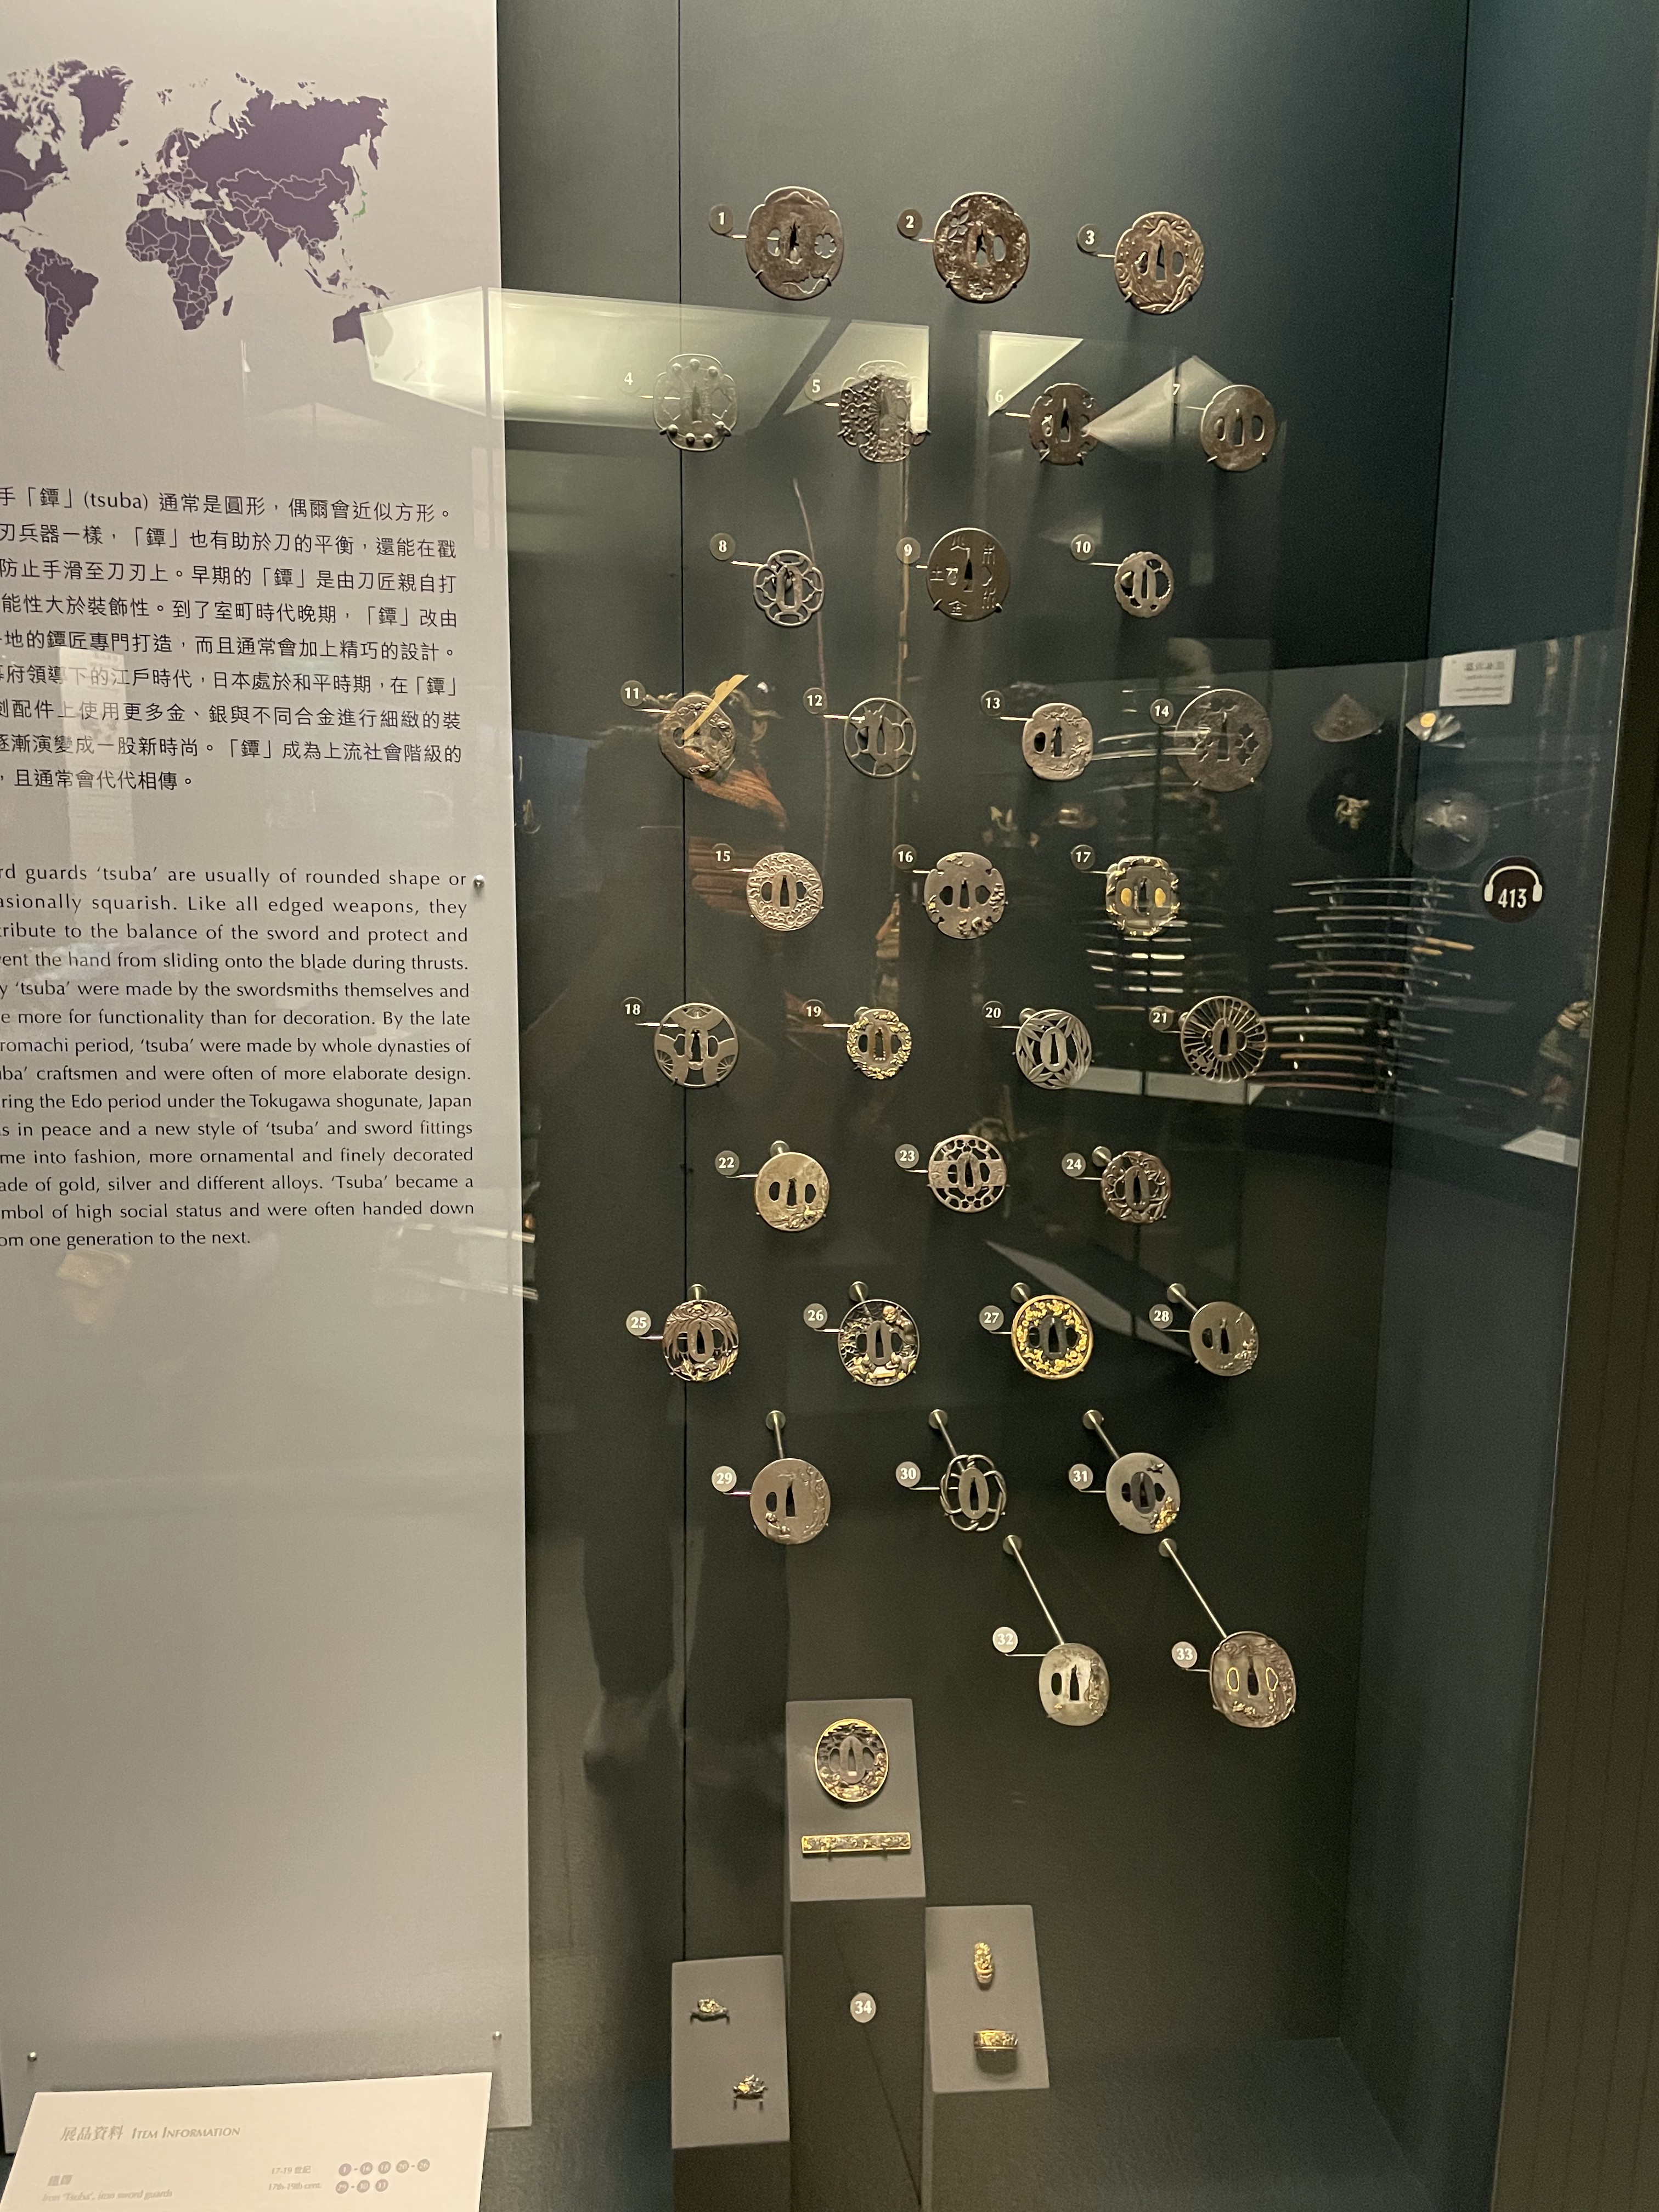 手「鐔」(tsuba) 通常是圓形，偶爾會近似方形。
刃兵器一樣，「鐔」也有助於刀的平衡，還能在戳
防止手滑至刀刃上。早期的「鐔」是由刀匠親自打
能性大於裝飾性。到了室町時代晚期，「鐔」改由
地的鐔匠專門打造，而且通常會加上精巧的設計。
幕府領導下的江戶時代，日本處於和平時期，在「鐔」
劍配件上使用更多金、銀與不同合金進行細緻的裝
逐漸演變成一股新時尚。「鐔」成為上流社會階級的
，且通常會代代相傳。
rd guards ‘tsuba’ are usually of rounded shape or
asionally squarish. Like all edged weapons, they
tribute to the balance of the sword and protect and
vent the hand from sliding onto the blade during thrusts.
y ‘tsuba’ were made by the swordsmiths themselves and
e more for functionality than for decoration. By the late
romachi period, ‘tsuba’ were made by whole dynasties of
uba’ craftsmen and were often of more elaborate design.
ring the Edo period under the Tokugawa shogunate, Japan
s in peace and a new style of ‘tsuba’ and sword fittings
me into fashion, more ornamental and finely decorated
ade of gold, silver and different alloys. ‘Tsuba’ became a
mbol of high social status and were often handed down
om one generation to the next.
1 2 3
4 5 6 7
8 9 10
11 12 13 14
15 16 17
413
18 19 20 21
22 23 24
25 26 27 28
29 30 31
32 33
34
展品資料 ITEM INFORMATION
17-19 世紀
17th-19th cent.
Iron ‘Tsuba’, iron sword guards